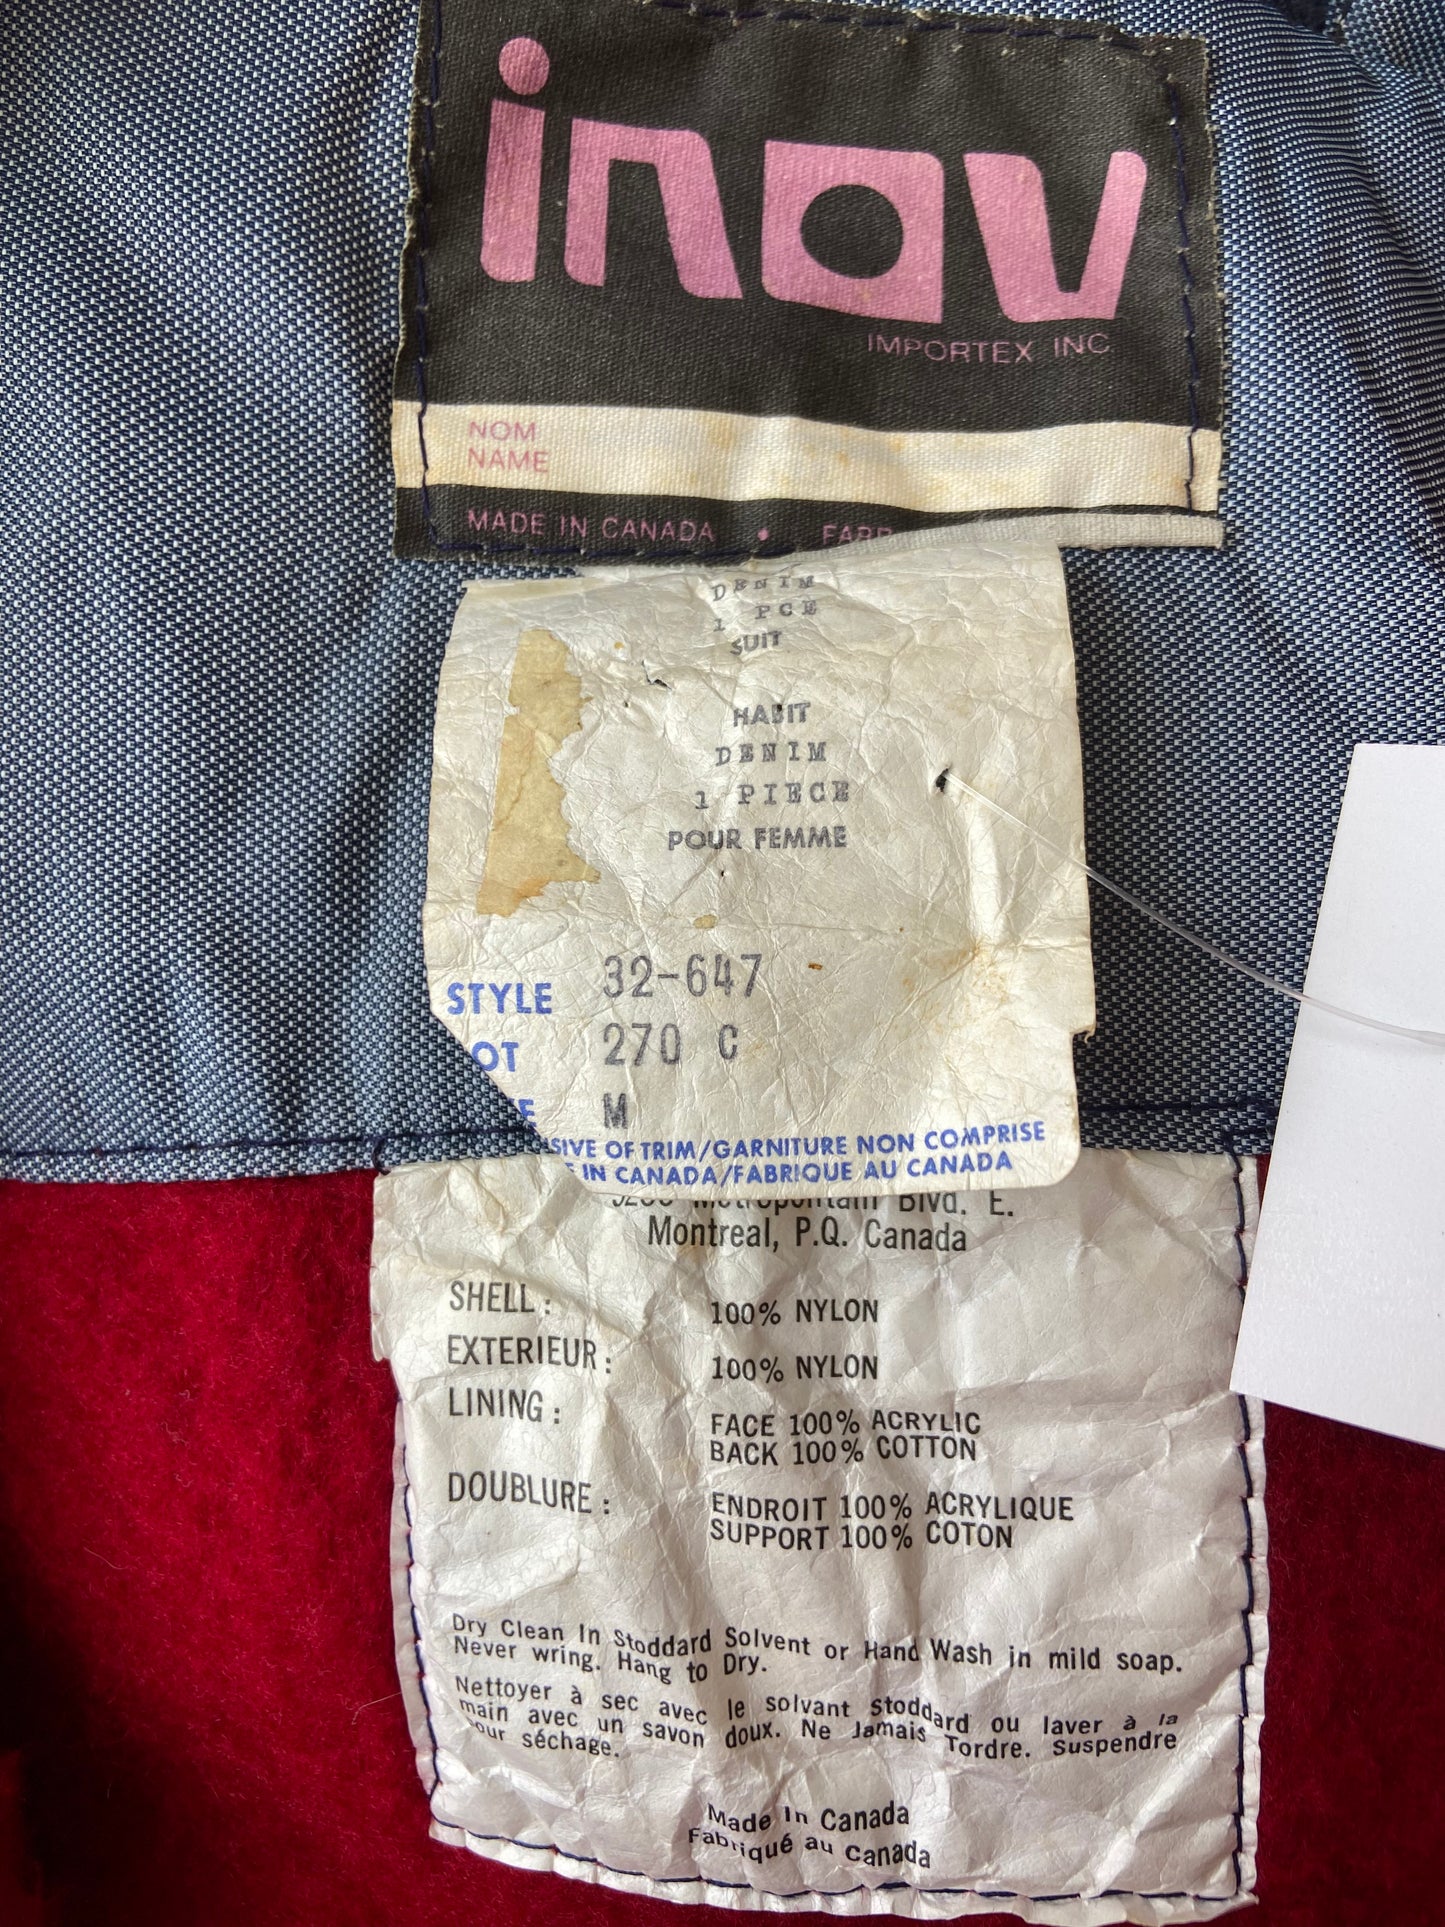 inov
IMPORTEX INC
NOM
NAME
MADE IN CANADA •
DENIM
1 PCE
SUIT
HABIT
DENIM
1 PIECE
POUR FEMME
STYLE 32-647
OT 270 C
M
SIVE OF TRIM/GARNITURE NON COMPRISE
IN CANADA/FABRIQUE AU CANADA
Metropolitain Blvd. E.
Montreal, P.Q. Canada
SHELL: 100% NYLON
EXTERIEUR: 100% NYLON
LINING: FACE 100% ACRYLIC
BACK 100% COTTON
DOUBLURE: ENDROIT 100% ACRYLIQUE
SUPPORT 100% COTON
Dry Clean In Stoddard Solvent or Hand Wash in mild soap.
Never wring. Hang to Dry.
Nettoyer à sec avec le solvant Stoddard ou laver à la
main avec un savon doux. Ne Jamais Tordre. Suspendre
pour séchage.
Made In Canada
Fabriqué au Canada